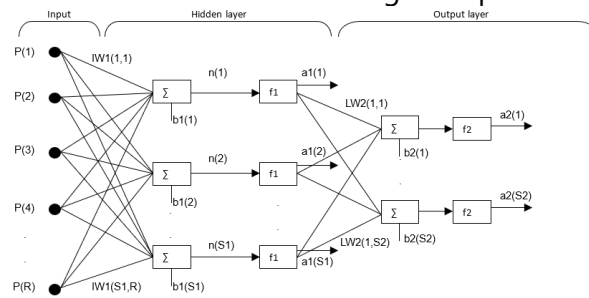 Input
Hidden layer
Output layer
P(1)
IW1(1,1)
n(1)
a1(1)
Σ
f1
b1(1)
LW2(1,1)
P(2)
Σ
f2
a2(1)
b2(1)
P(3)
n(2)
a1(2)
Σ
f1
b1(2)
P(4)
Σ
f2
a2(S2)
b2(S2)
n(S1)
LW2(1,S2)
Σ
f1
a1(S1)
P(R)
IW1(S1,R)
b1(S1)